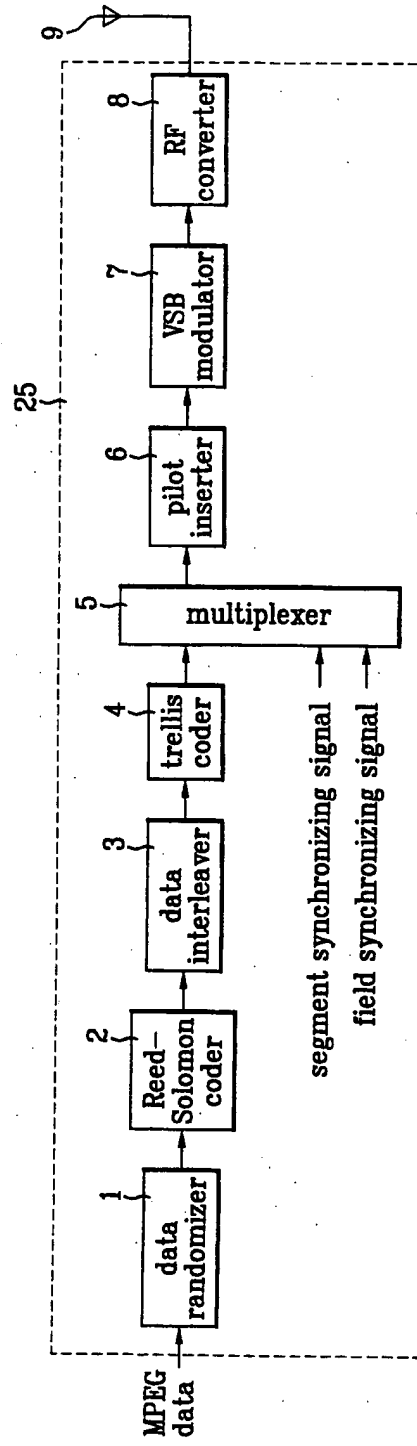 25
MPEG
data
1
data
randomizer
2
Reed-
Solomon
coder
3
data
interleaver
4
trellis
coder
5
multiplexer
segment synchronizing signal
field synchronizing signal
6
pilot
inserter
7
VSB
modulator
8
RF
converter
9